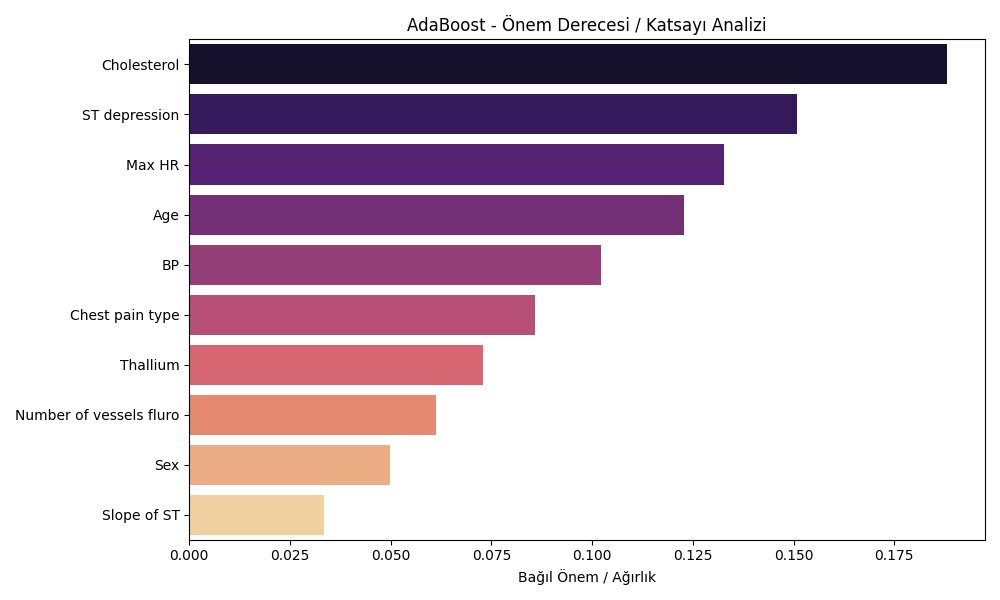 AdaBoost - Önem Derecesi / Katsayı Analizi
Cholesterol
ST depression
Max HR
Age
BP
Chest pain type
Thallium
Number of vessels fluro
Sex
Slope of ST
0.000 0.025 0.050 0.075 0.100 0.125 0.150 0.175
Bağıl Önem / Ağırlık